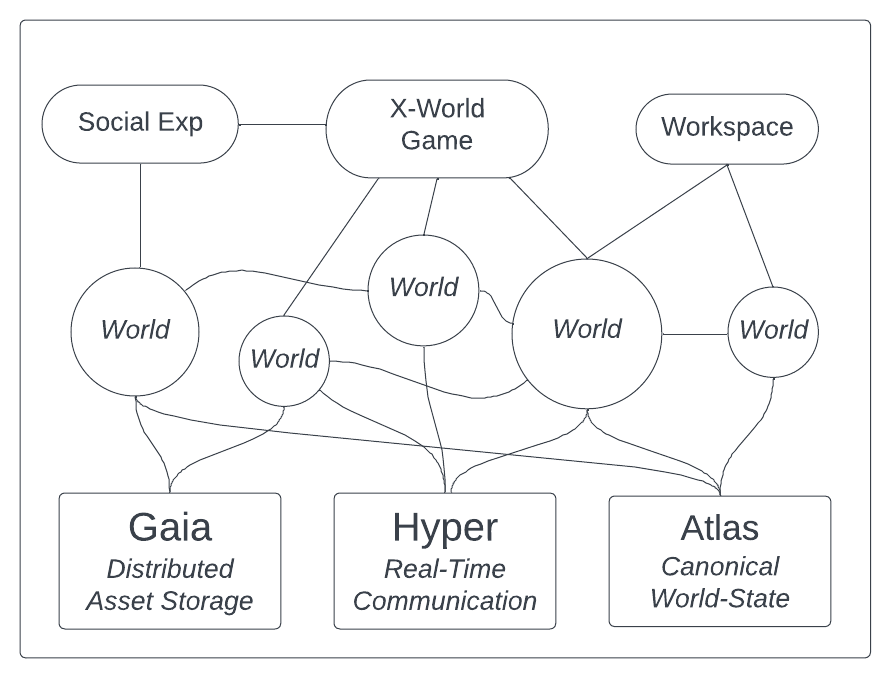 Social Exp
X-World
Game
Workspace
World
World
World
World
World
Gaia
Distributed
Asset Storage
Hyper
Real-Time
Communication
Atlas
Canonical
World-State